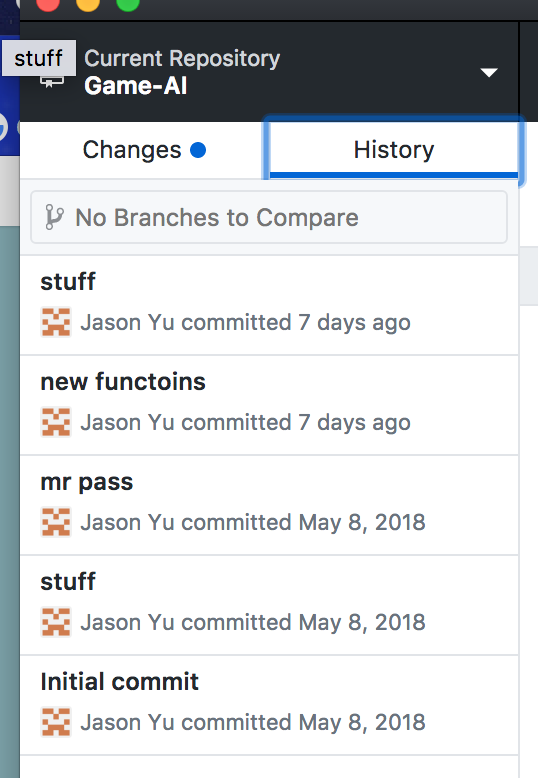 stuff
Current Repository
Game-AI
Changes
History
No Branches to Compare
stuff
Jason Yu committed 7 days ago
new functoins
Jason Yu committed 7 days ago
mr pass
Jason Yu committed May 8, 2018
stuff
Jason Yu committed May 8, 2018
Initial commit
Jason Yu committed May 8, 2018